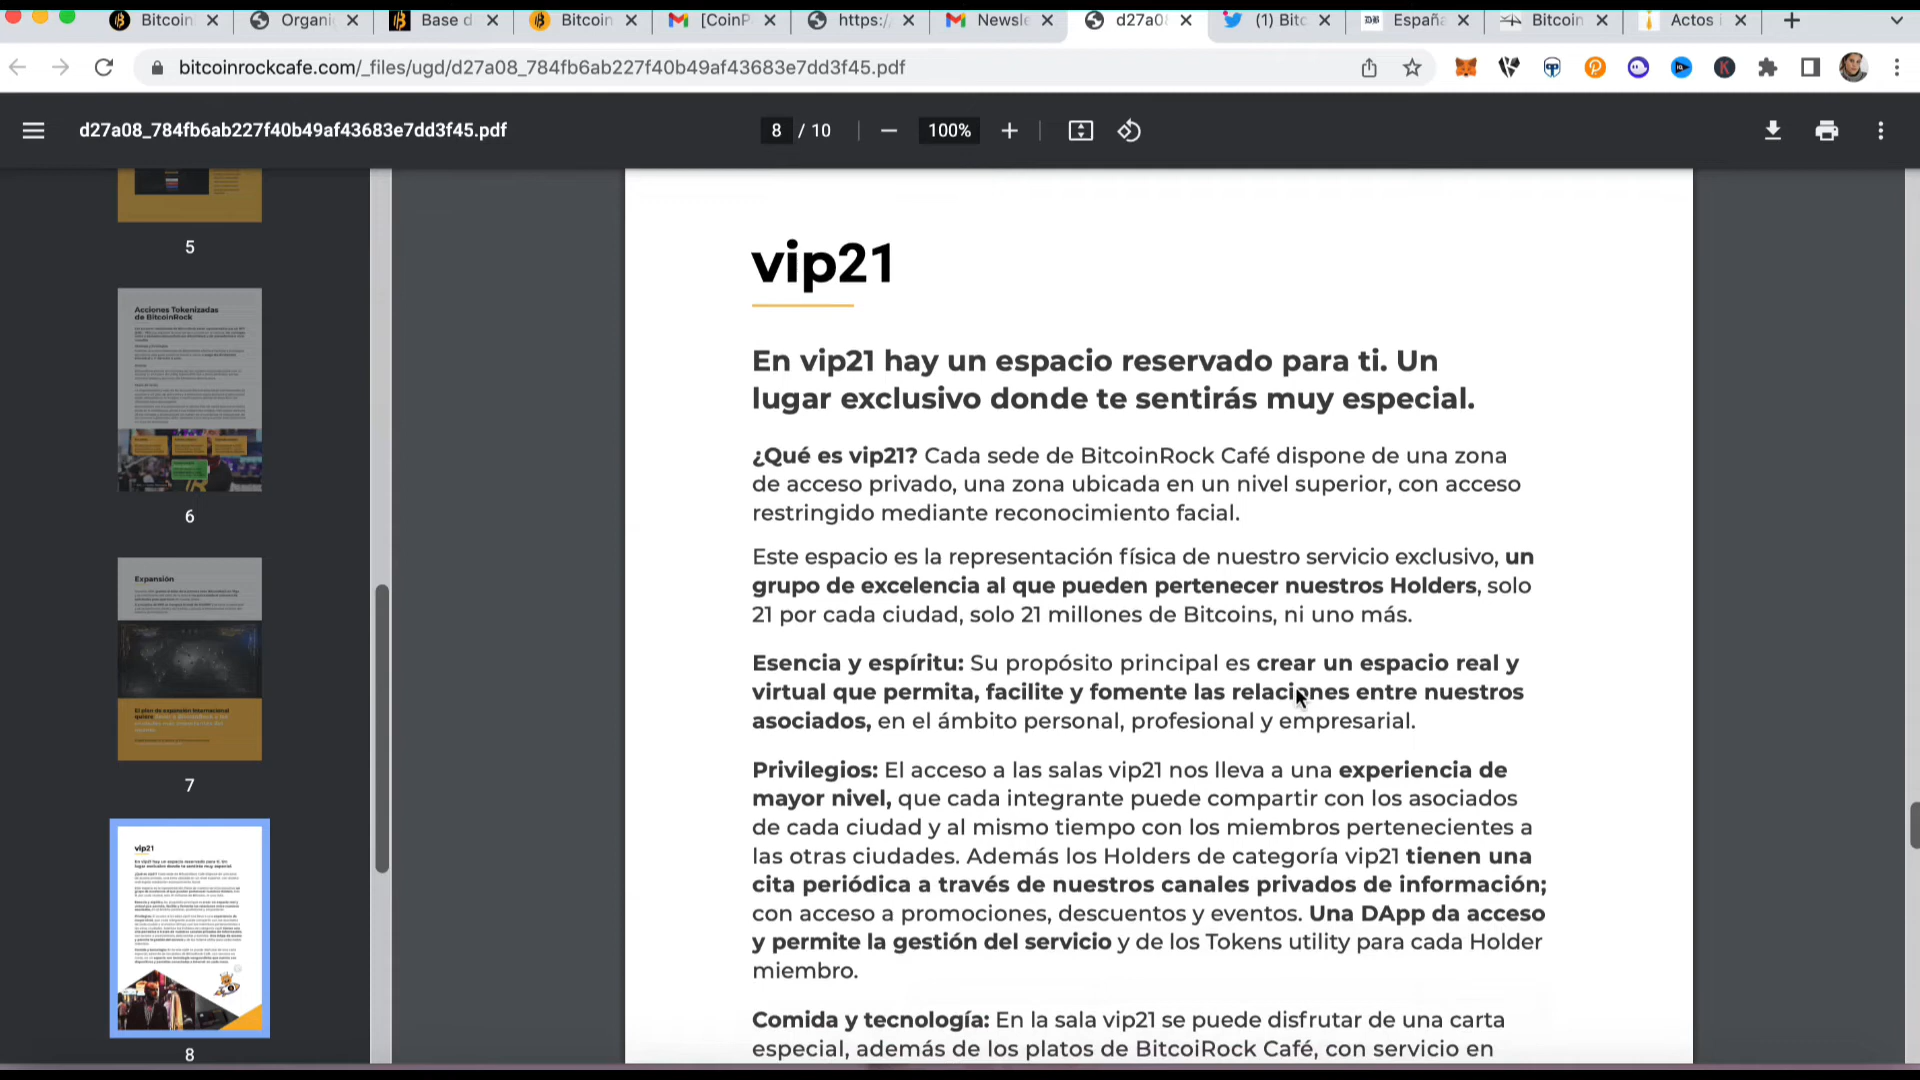 Bitcoin
Organi
Base d
Bitcoin
[CoinP
https:/
Newsle
d27a0
(1) Bitc
España
Bitcoin
Actos
bitcoinrockcafe.com/_files/ugd/d27a08_784fb6ab227f40b49af43683e7dd3f45.pdf
d27a08_784fb6ab227f40b49af43683e7dd3f45.pdf
8 / 10
100%
5
Acciones Tokenizadas
de BitcoinRock
6
Expansión
7
vip21
8
vip21
En vip21 hay un espacio reservado para ti. Un
lugar exclusivo donde te sentirás muy especial.
¿Qué es vip21? Cada sede de BitcoinRock Café dispone de una zona
de acceso privado, una zona ubicada en un nivel superior, con acceso
restringido mediante reconocimiento facial.
Este espacio es la representación física de nuestro servicio exclusivo, un
grupo de excelencia al que pueden pertenecer nuestros Holders, solo
21 por cada ciudad, solo 21 millones de Bitcoins, ni uno más.
Esencia y espíritu: Su propósito principal es crear un espacio real y
virtual que permita, facilite y fomente las relaciones entre nuestros
asociados, en el ámbito personal, profesional y empresarial.
Privilegios: El acceso a las salas vip21 nos lleva a una experiencia de
mayor nivel, que cada integrante puede compartir con los asociados
de cada ciudad y al mismo tiempo con los miembros pertenecientes a
las otras ciudades. Además los Holders de categoría vip21 tienen una
cita periódica a través de nuestros canales privados de información;
con acceso a promociones, descuentos y eventos. Una DApp da acceso
y permite la gestión del servicio y de los Tokens utility para cada Holder
miembro.
Comida y tecnología: En la sala vip21 se puede disfrutar de una carta
especial, además de los platos de BitcoiRock Café, con servicio en